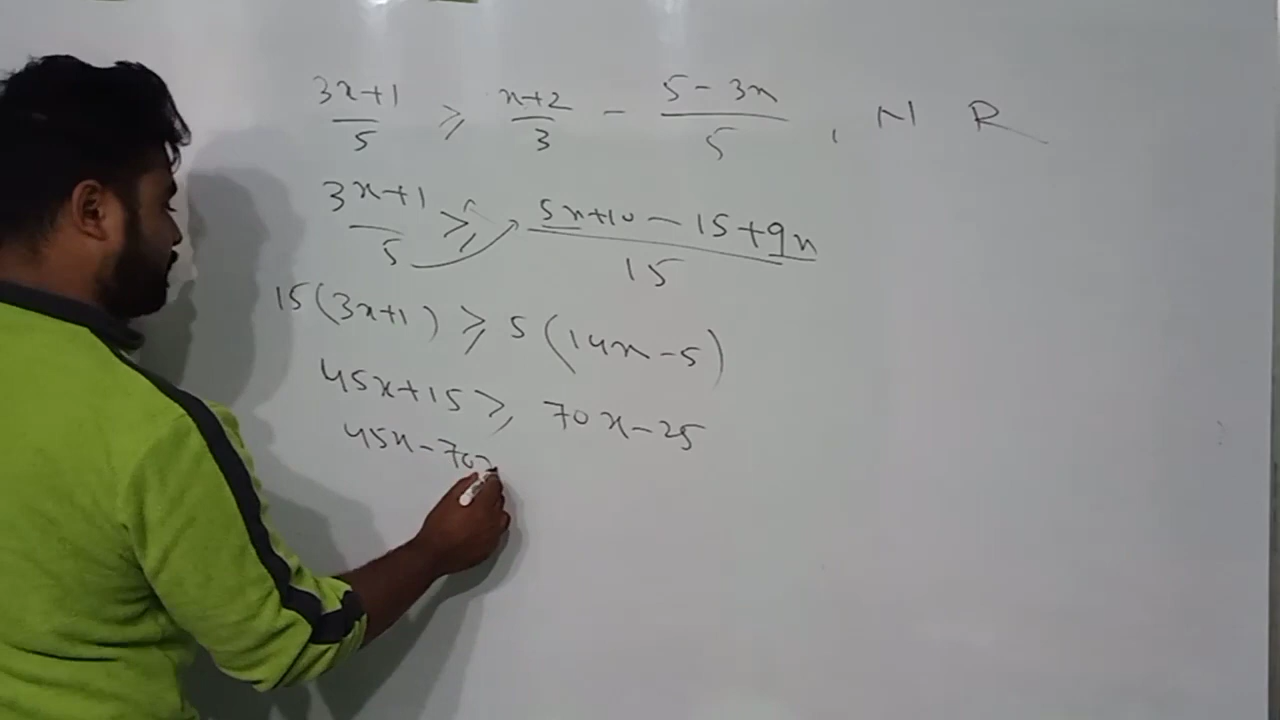 (3x+1)/5 ≥ (x+2)/3 - (5-3x)/5 , N R
(3x+1)/5 ≥ (5x+10-15+9x)/15
15(3x+1) ≥ 5(14x-5)
45x+15 ≥ 70x-25
45x-70x